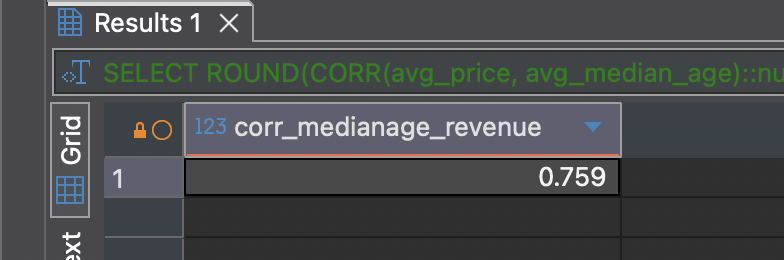 Results 1
SELECT ROUND(CORR(avg_price, avg_median_age)::nu
Grid
123 corr_medianage_revenue
1 0.759
ext